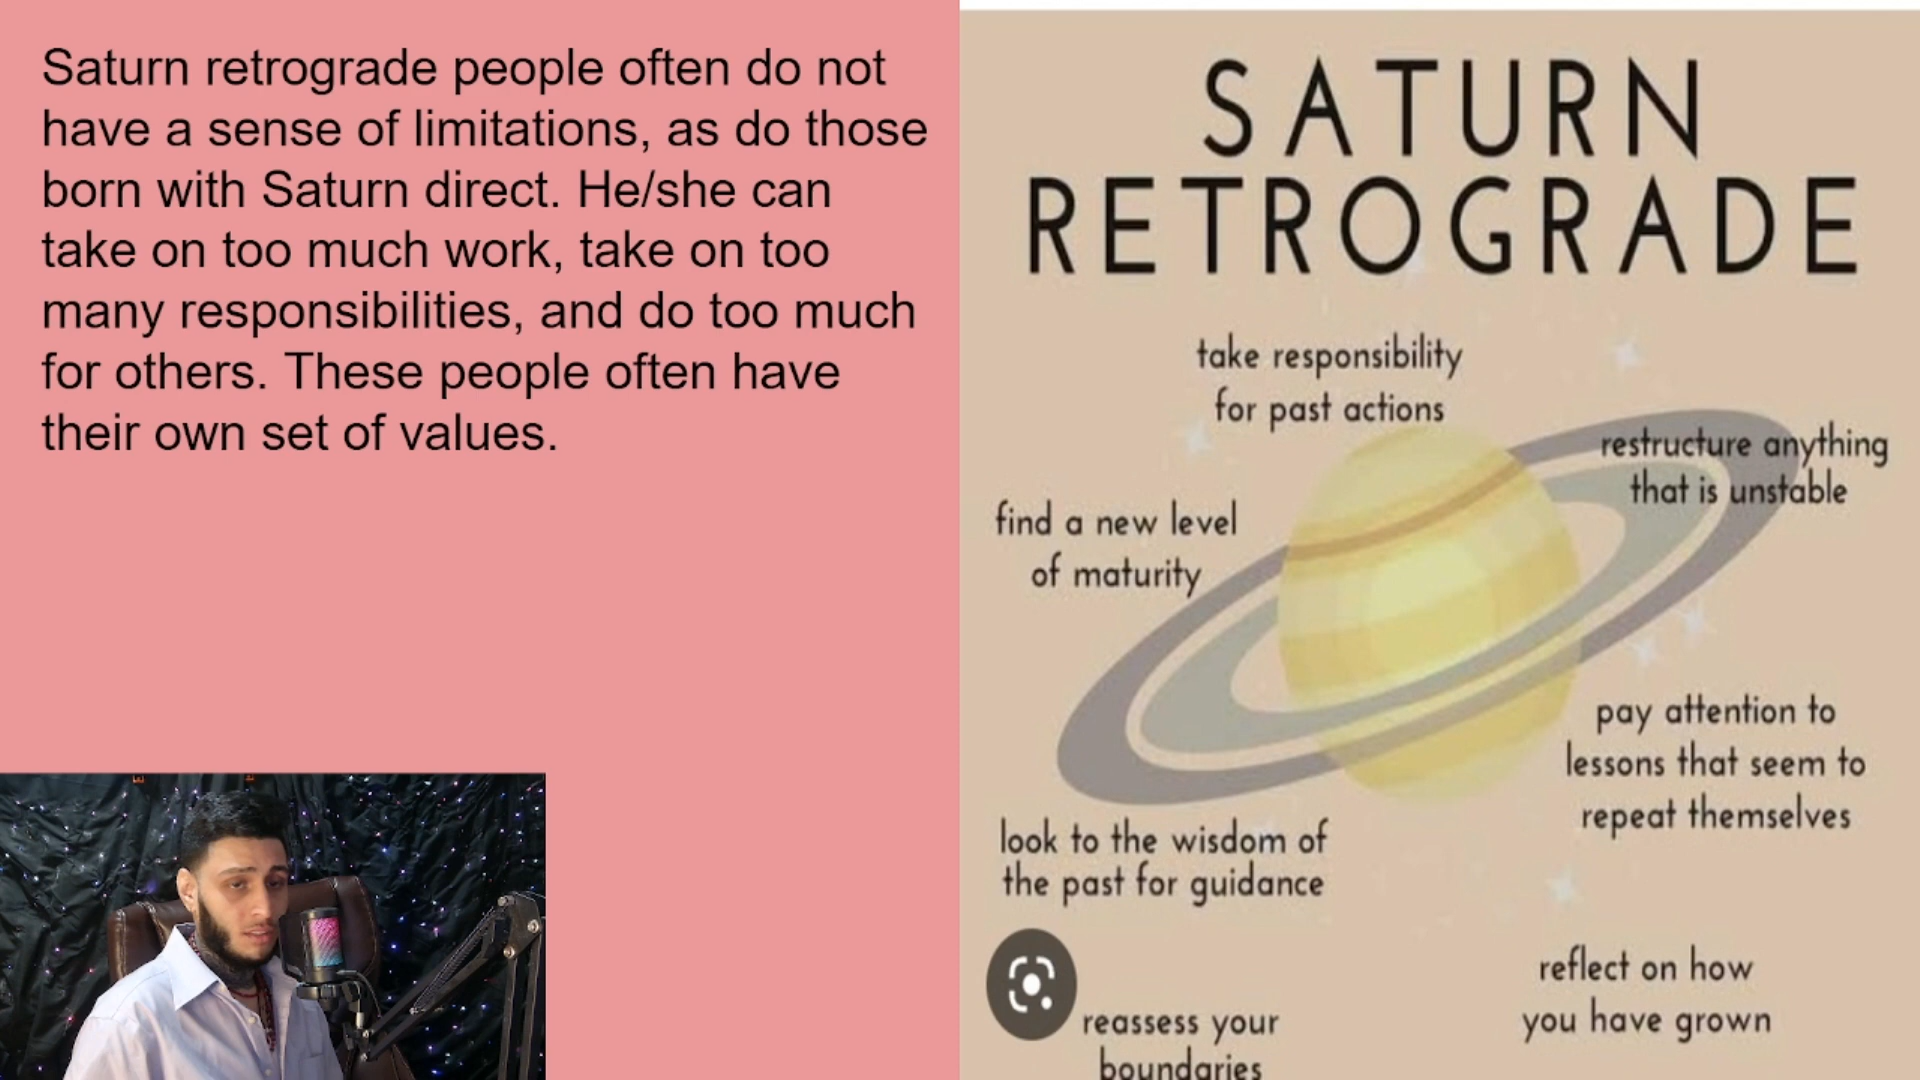 Saturn retrograde people often do not
have a sense of limitations, as do those
born with Saturn direct. He/she can
take on too much work, take on too
many responsibilities, and do too much
for others. These people often have
their own set of values.
SATURN
RETROGRADE
take responsibility
for past actions
restructure anything
that is unstable
find a new level
of maturity
pay attention to
lessons that seem to
repeat themselves
look to the wisdom of
the past for guidance
reflect on how
you have grown
reassess your
boundaries